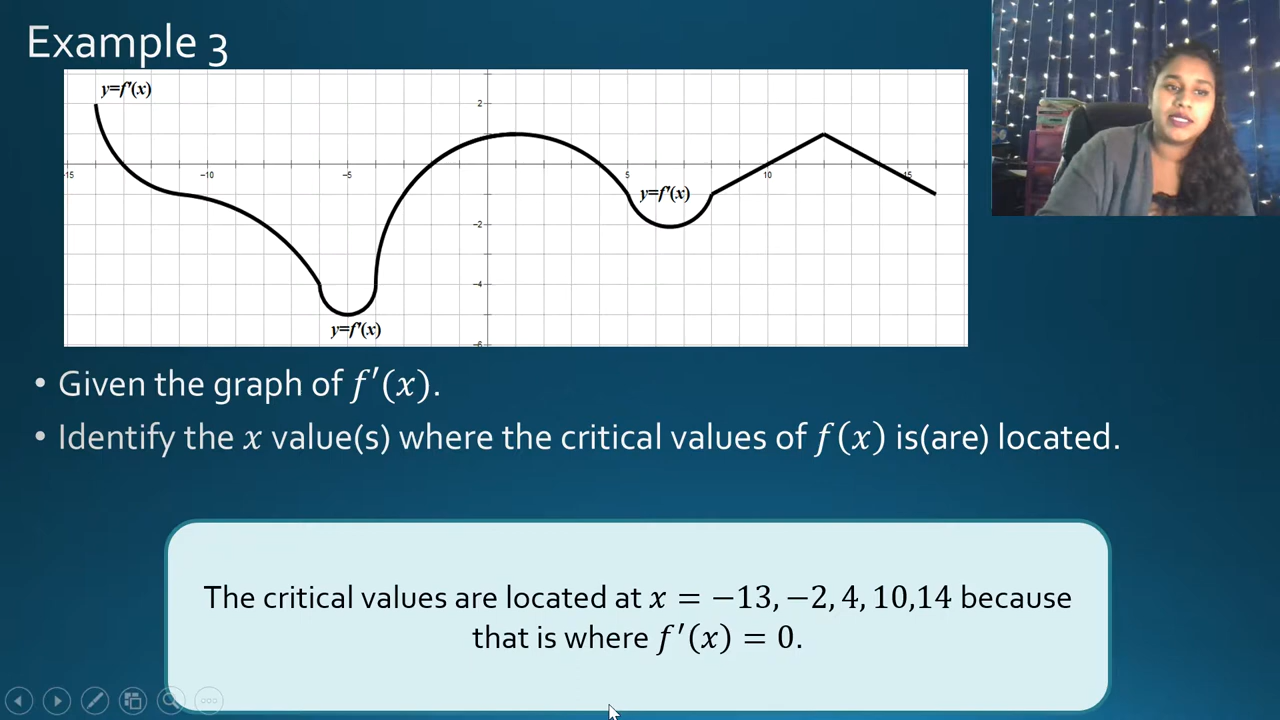 Example 3
y=f'(x)
2
-15
-10
-5
5
10
15
y=f'(x)
-2
-4
y=f'(x)
-6
• Given the graph of f′(x).
• Identify the x value(s) where the critical values of f(x) is(are) located.
The critical values are located at x = −13, −2, 4, 10,14 because
that is where f′(x) = 0.